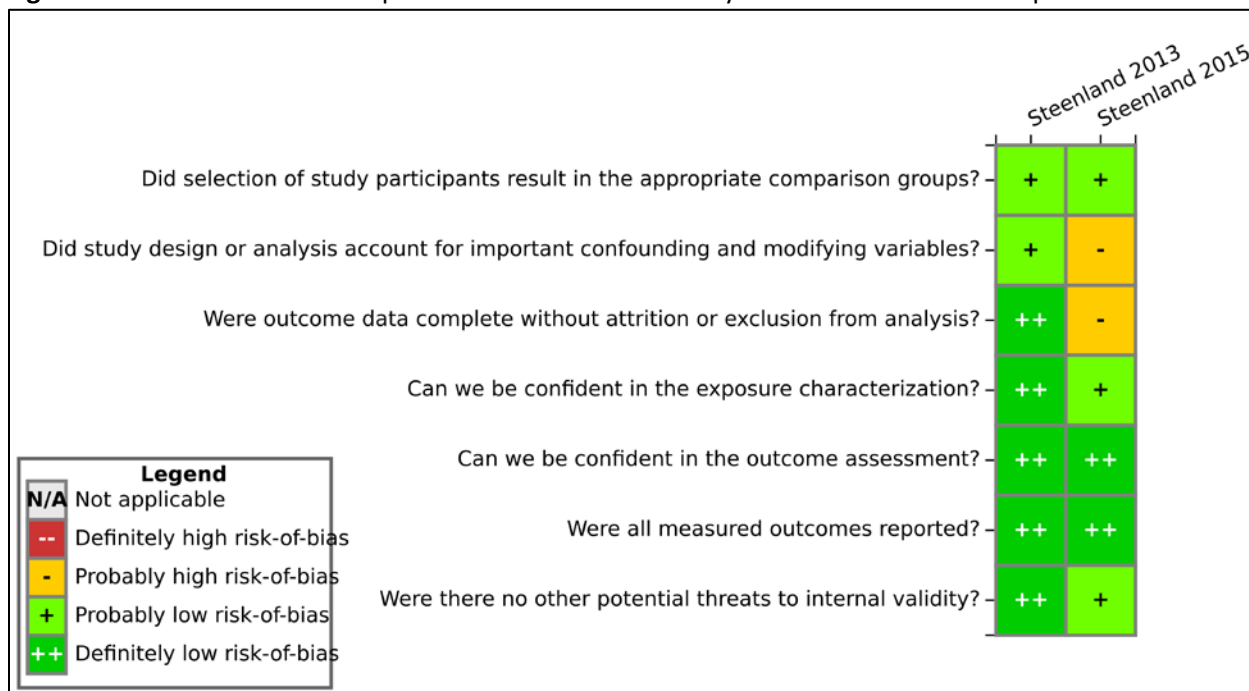 Steenland 2013
Steenland 2015
Did selection of study participants result in the appropriate comparison groups? + +
Did study design or analysis account for important confounding and modifying variables? + -
Were outcome data complete without attrition or exclusion from analysis? ++ -
Can we be confident in the exposure characterization? ++ +
Can we be confident in the outcome assessment? ++ ++
Were all measured outcomes reported? ++ ++
Were there no other potential threats to internal validity? ++ +
Legend
N/A Not applicable
-- Definitely high risk-of-bias
- Probably high risk-of-bias
+ Probably low risk-of-bias
++ Definitely low risk-of-bias